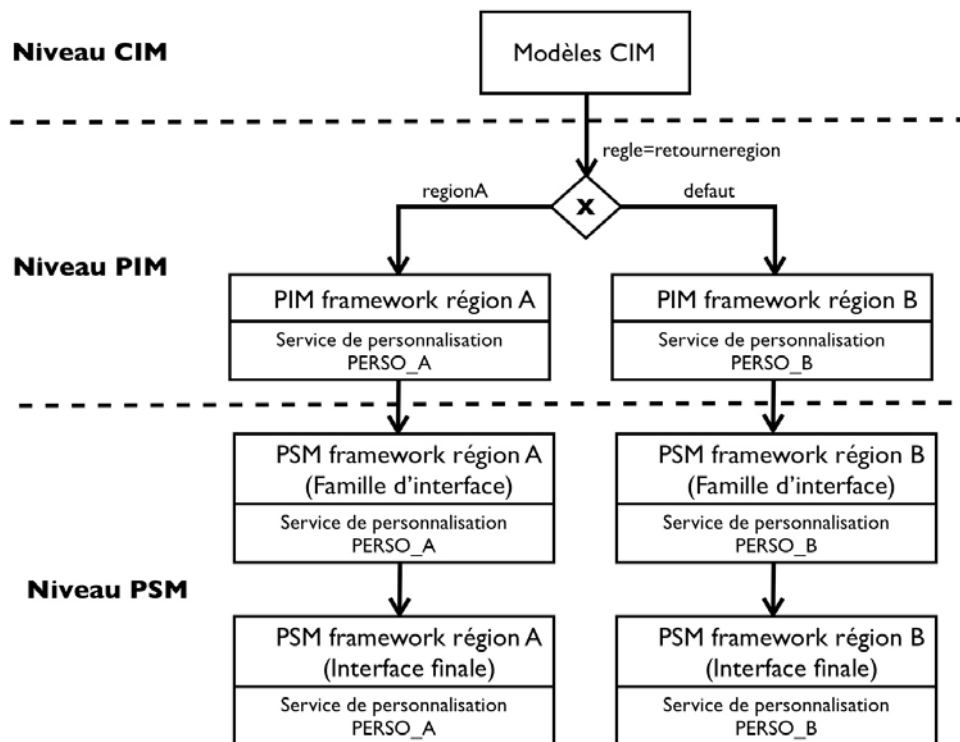 Niveau CIM
Modèles CIM
regle=retourneregion
regionA
X
defaut
Niveau PIM
PIM framework région A
Service de personnalisation
PERSO_A
PIM framework région B
Service de personnalisation
PERSO_B
PSM framework région A
(Famille d'interface)
Service de personnalisation
PERSO_A
PSM framework région B
(Famille d'interface)
Service de personnalisation
PERSO_B
Niveau PSM
PSM framework région A
(Interface finale)
Service de personnalisation
PERSO_A
PSM framework région B
(Interface finale)
Service de personnalisation
PERSO_B